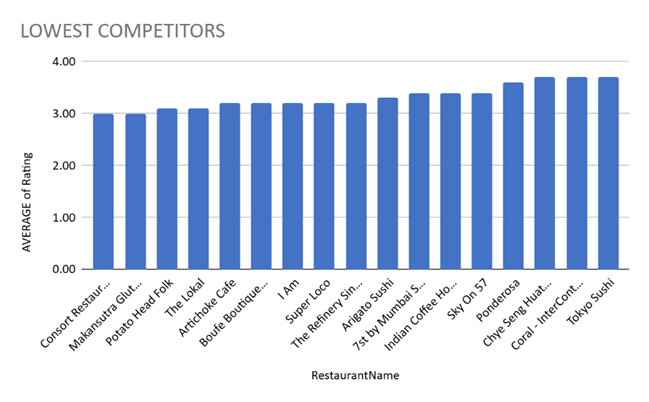 LOWEST COMPETITORS
AVERAGE of Rating
4.00
3.00
2.00
1.00
0.00
Consort Restaur...
Makansutra Glut...
Potato Head Folk
The Lokal
Artichoke Cafe
Boufe Boutique...
I Am
Super Loco
The Refinery Sin...
Arigato Sushi
7st by Mumbai S...
Indian Coffee Ho...
Sky On 57
Ponderosa
Chye Seng Huat...
Coral - InterCont...
Tokyo Sushi
RestaurantName